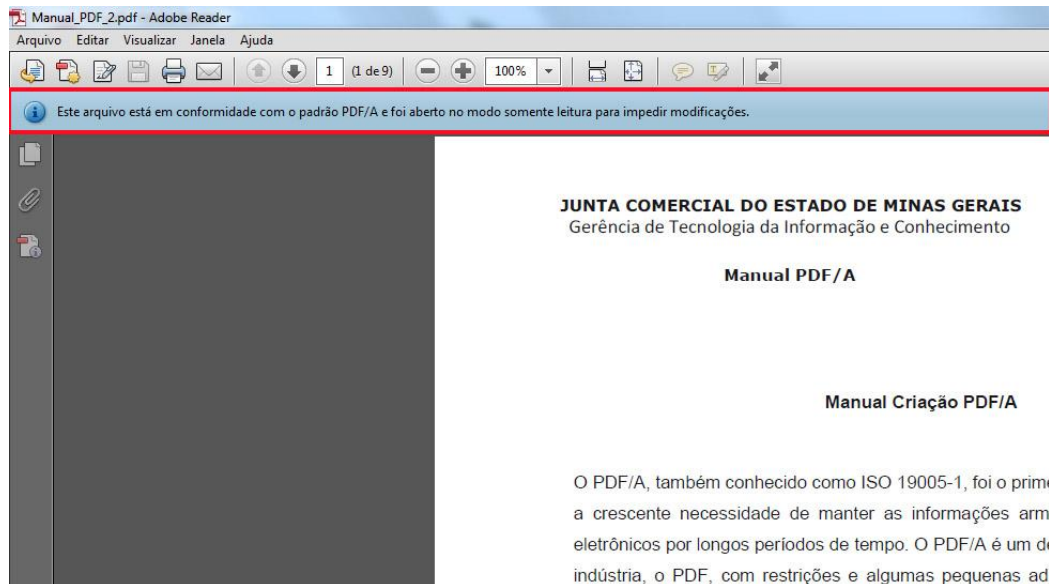 Manual_PDF_2.pdf - Adobe Reader
Arquivo Editar Visualizar Janela Ajuda
1 (1 de 9) 100%
Este arquivo está em conformidade com o padrão PDF/A e foi aberto no modo somente leitura para impedir modificações.
JUNTA COMERCIAL DO ESTADO DE MINAS GERAIS
Gerência de Tecnologia da Informação e Conhecimento
Manual PDF/A
Manual Criação PDF/A
O PDF/A, também conhecido como ISO 19005-1, foi o prime
a crescente necessidade de manter as informações arm
eletrônicos por longos períodos de tempo. O PDF/A é um de
indústria, o PDF, com restrições e algumas pequenas ad